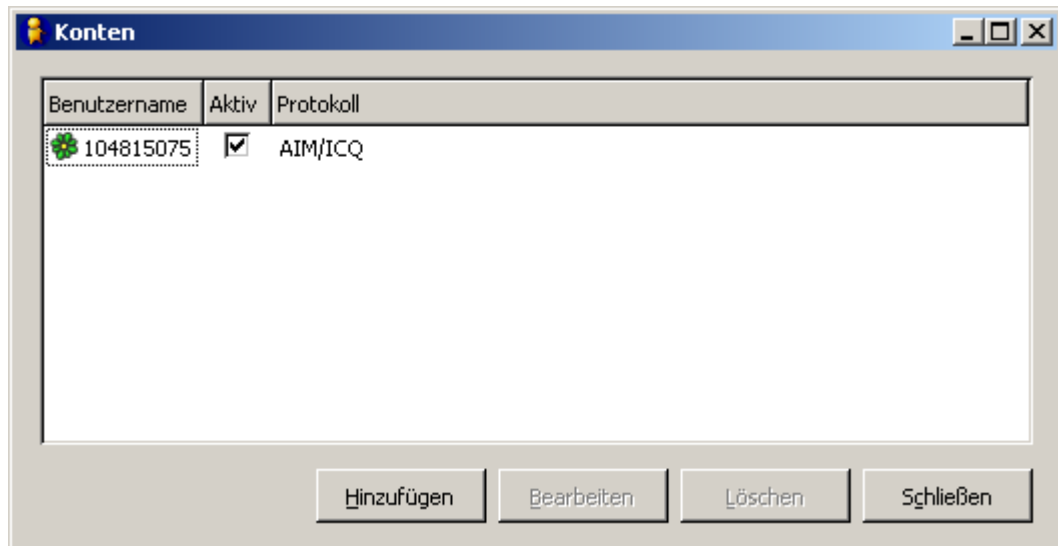 Konten
Benutzername Aktiv Protokoll
104815075 AIM/ICQ
Hinzufügen Bearbeiten Löschen Schließen